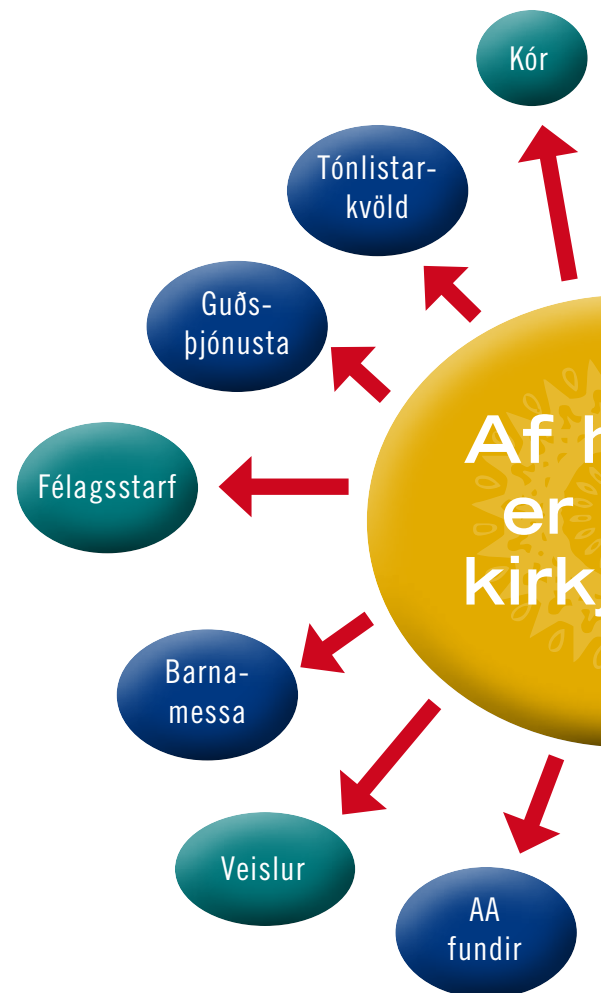 Kór
Tónlistar-
kvöld
Guðs-
þjónusta
Félagsstarf
Af
er
Barna-
messa
Veislur
AA
fundir